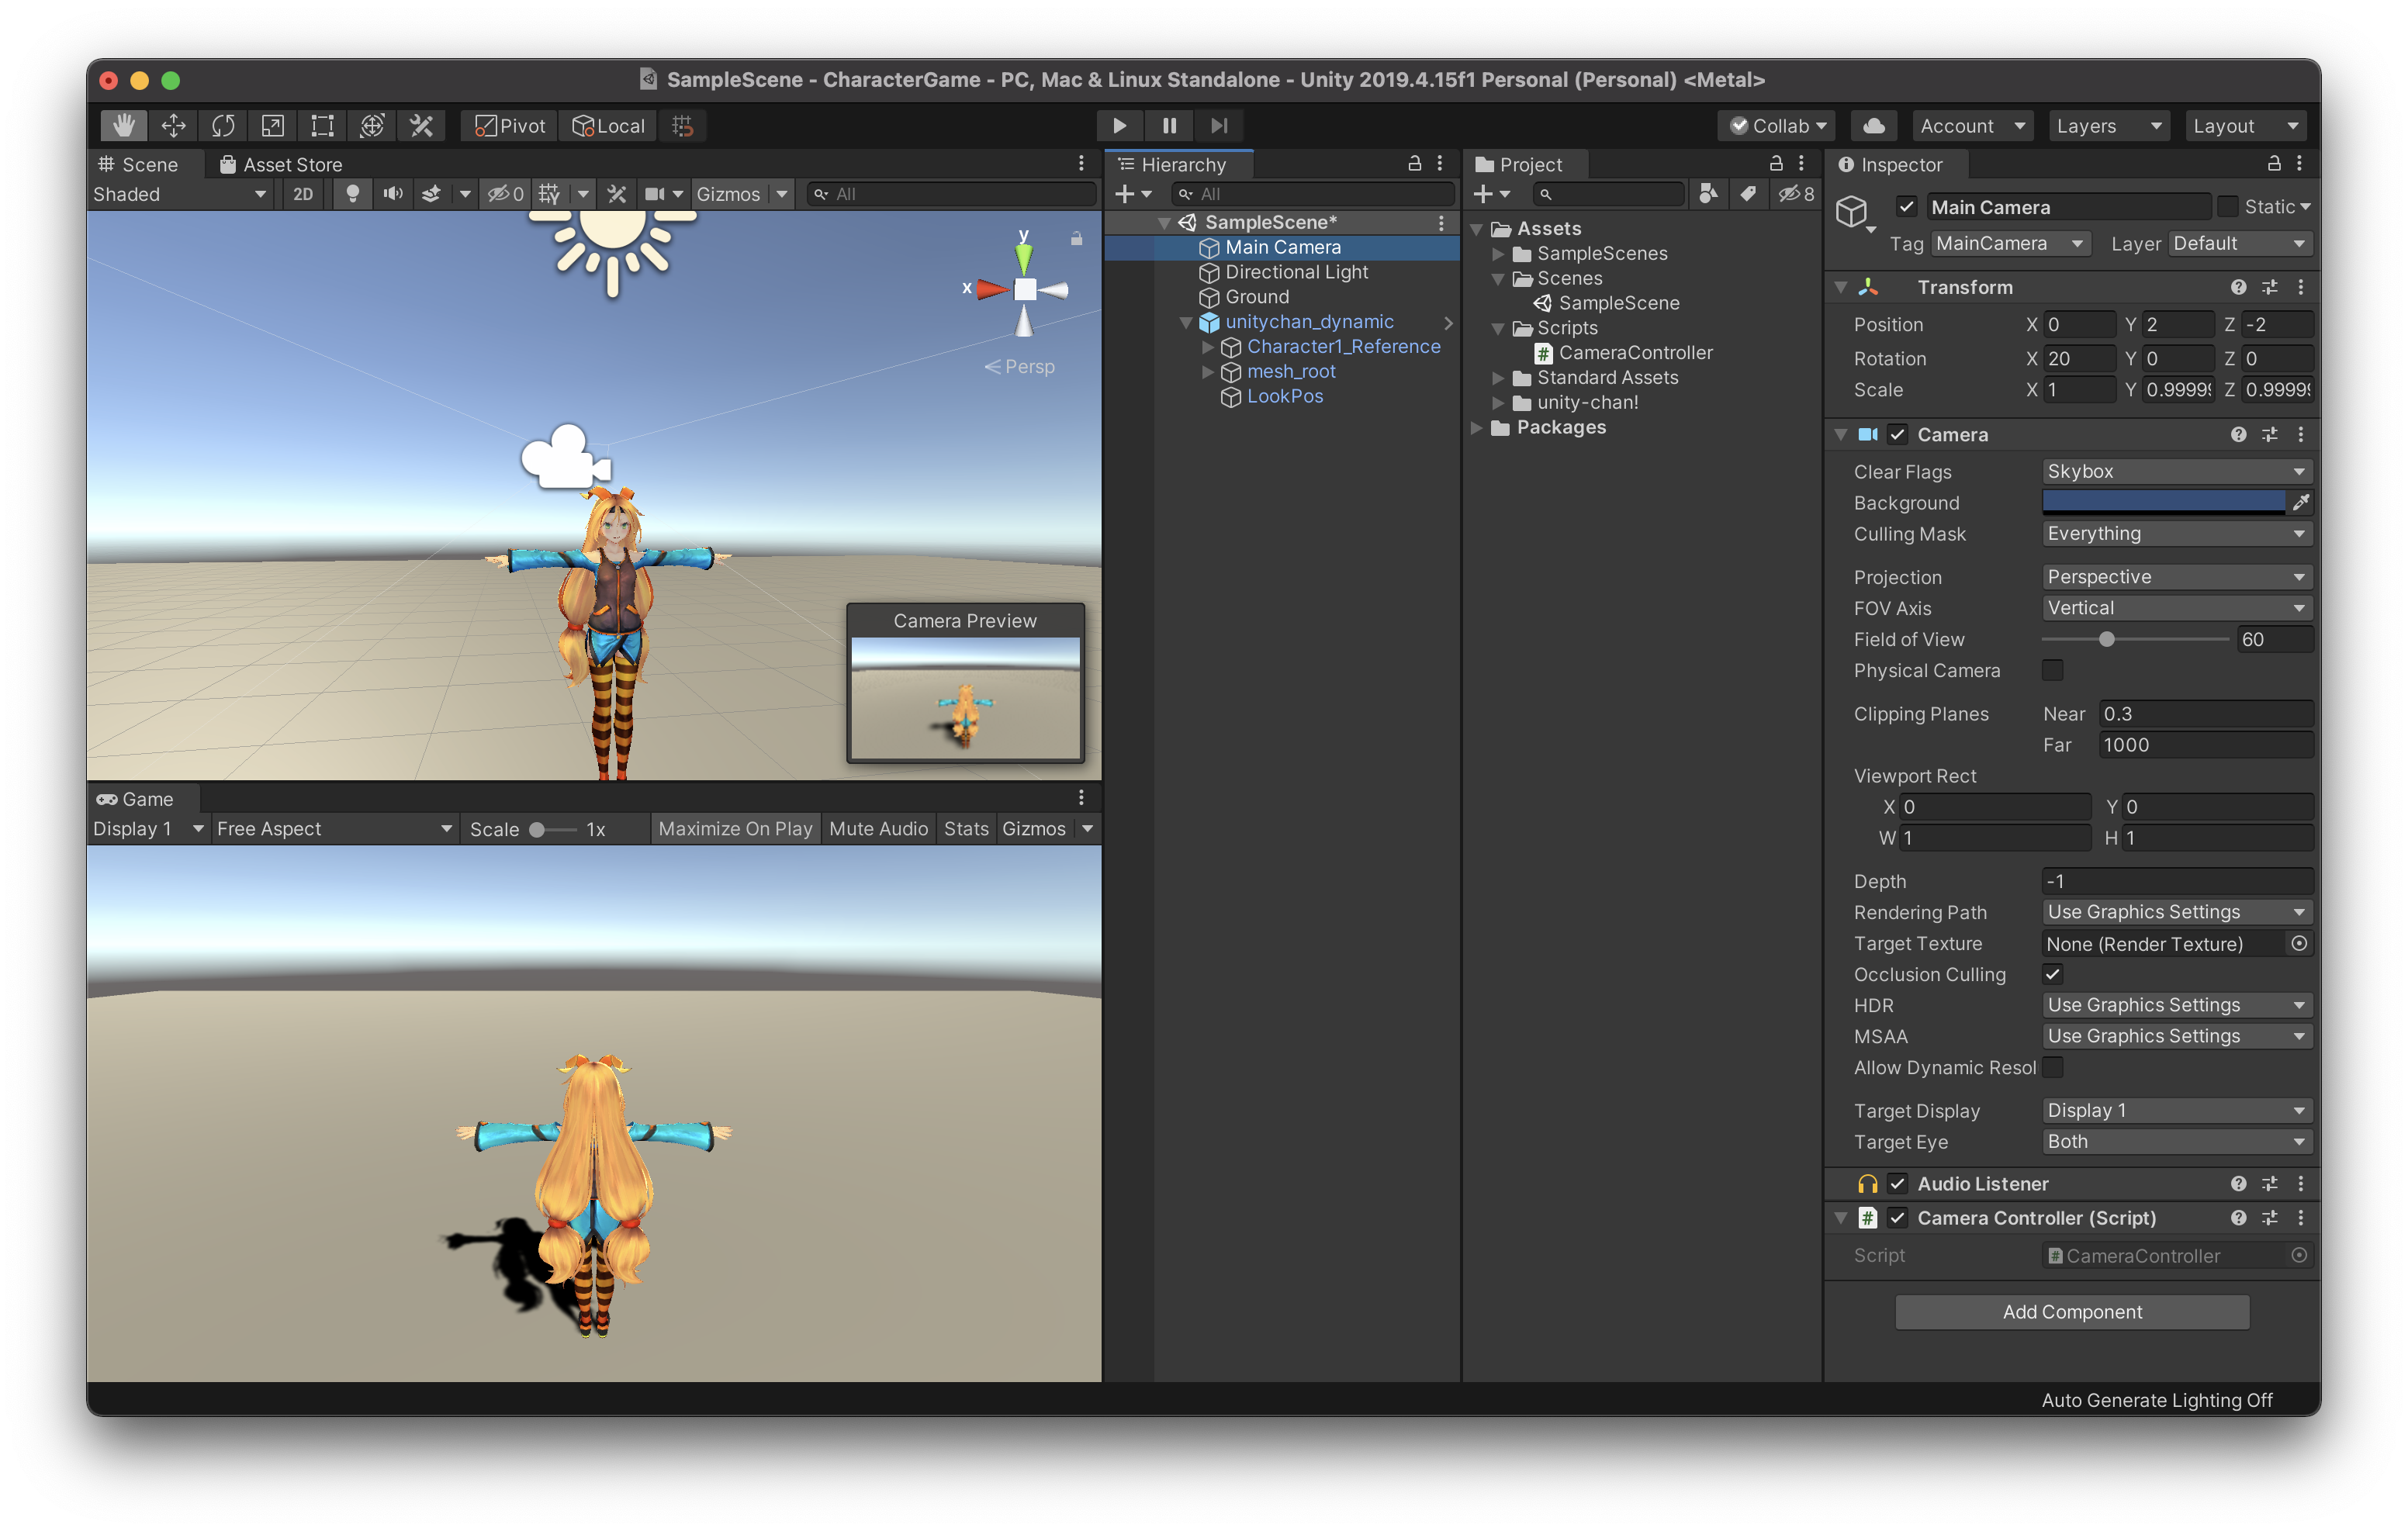 SampleScene - CharacterGame - PC, Mac & Linux Standalone - Unity 2019.4.15f1 Personal (Personal) <Metal>
Pivot Local Collab Account Layers Layout
Scene Asset Store
Shaded 2D 0 Gizmos All
y
x
Persp
Camera Preview
Game
Display 1 Free Aspect Scale 1x Maximize On Play Mute Audio Stats Gizmos
Hierarchy
All
SampleScene*
Main Camera
Directional Light
Ground
unitychan_dynamic
Character1_Reference
mesh_root
LookPos
Project
8
Assets
SampleScenes
Scenes
SampleScene
Scripts
CameraController
Standard Assets
unity-chan!
Packages
Inspector
Main Camera Static
Tag MainCamera Layer Default
Transform
Position X 0 Y 2 Z -2
Rotation X 20 Y 0 Z 0
Scale X 1 Y 0.9999 Z 0.9999
Camera
Clear Flags Skybox
Background
Culling Mask Everything
Projection Perspective
FOV Axis Vertical
Field of View 60
Physical Camera
Clipping Planes Near 0.3
Far 1000
Viewport Rect
X 0 Y 0
W 1 H 1
Depth -1
Rendering Path Use Graphics Settings
Target Texture None (Render Texture)
Occlusion Culling
HDR Use Graphics Settings
MSAA Use Graphics Settings
Allow Dynamic Resol
Target Display Display 1
Target Eye Both
Audio Listener
Camera Controller (Script)
Script CameraController
Add Component
Auto Generate Lighting Off